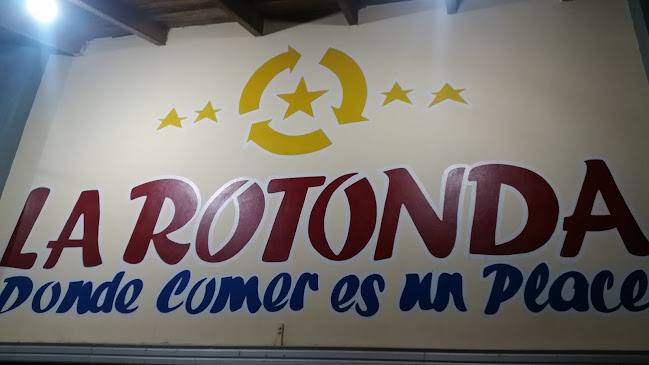 LA ROTONDA
Donde Comer es un Place